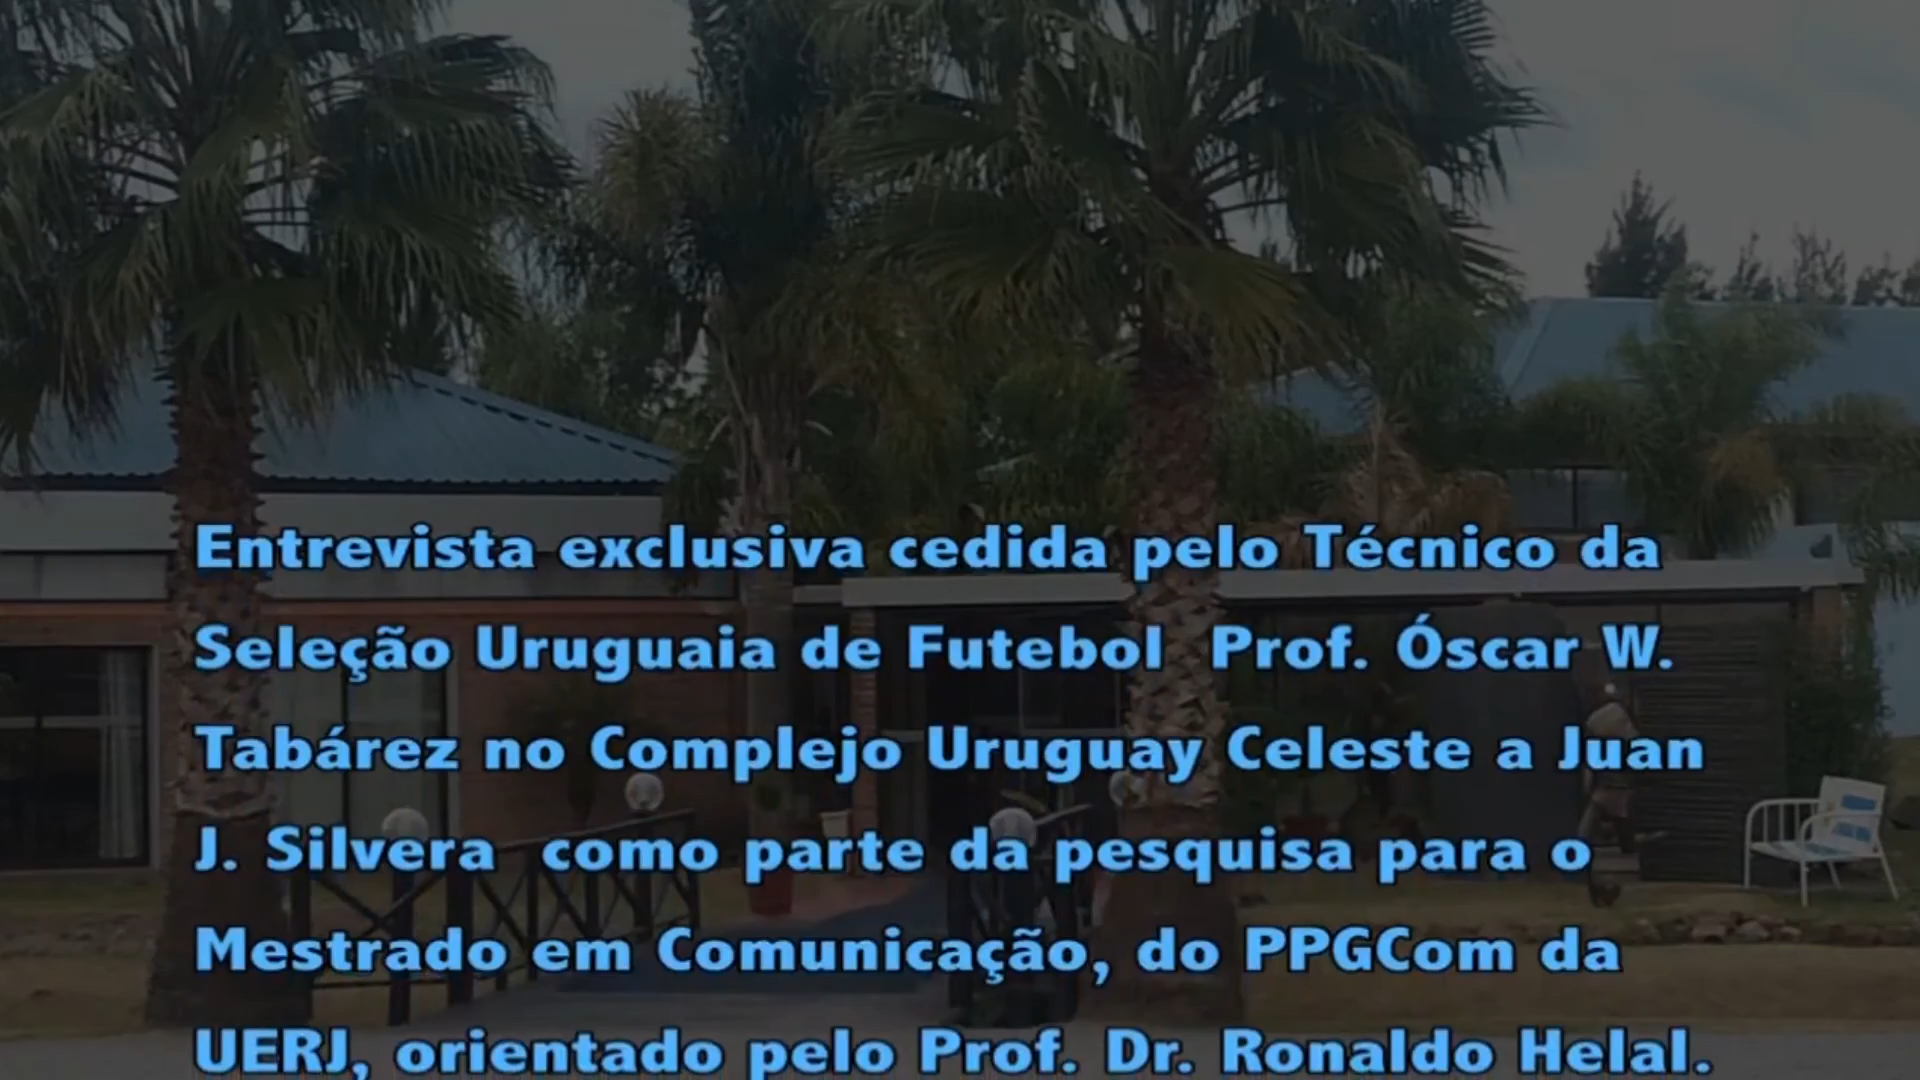 Entrevista exclusiva cedida pelo Técnico da
Seleção Uruguaia de Futebol Prof. Óscar W.
Tabárez no Complejo Uruguay Celeste a Juan
J. Silvera como parte da pesquisa para o
Mestrado em Comunicação, do PPGCom da
UERJ, orientado pelo Prof. Dr. Ronaldo Helal.